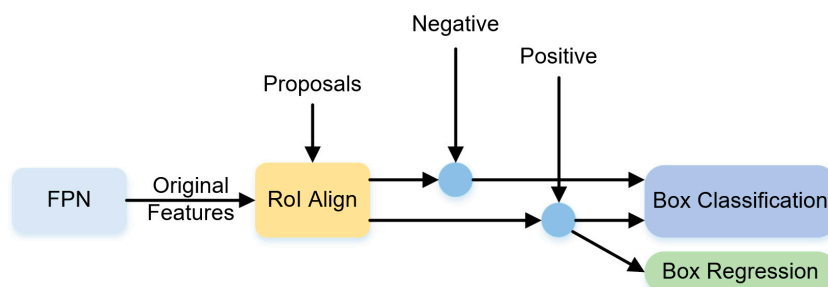 Negative
Positive
Proposals
FPN
Original
Features
RoI Align
Box Classification
Box Regression